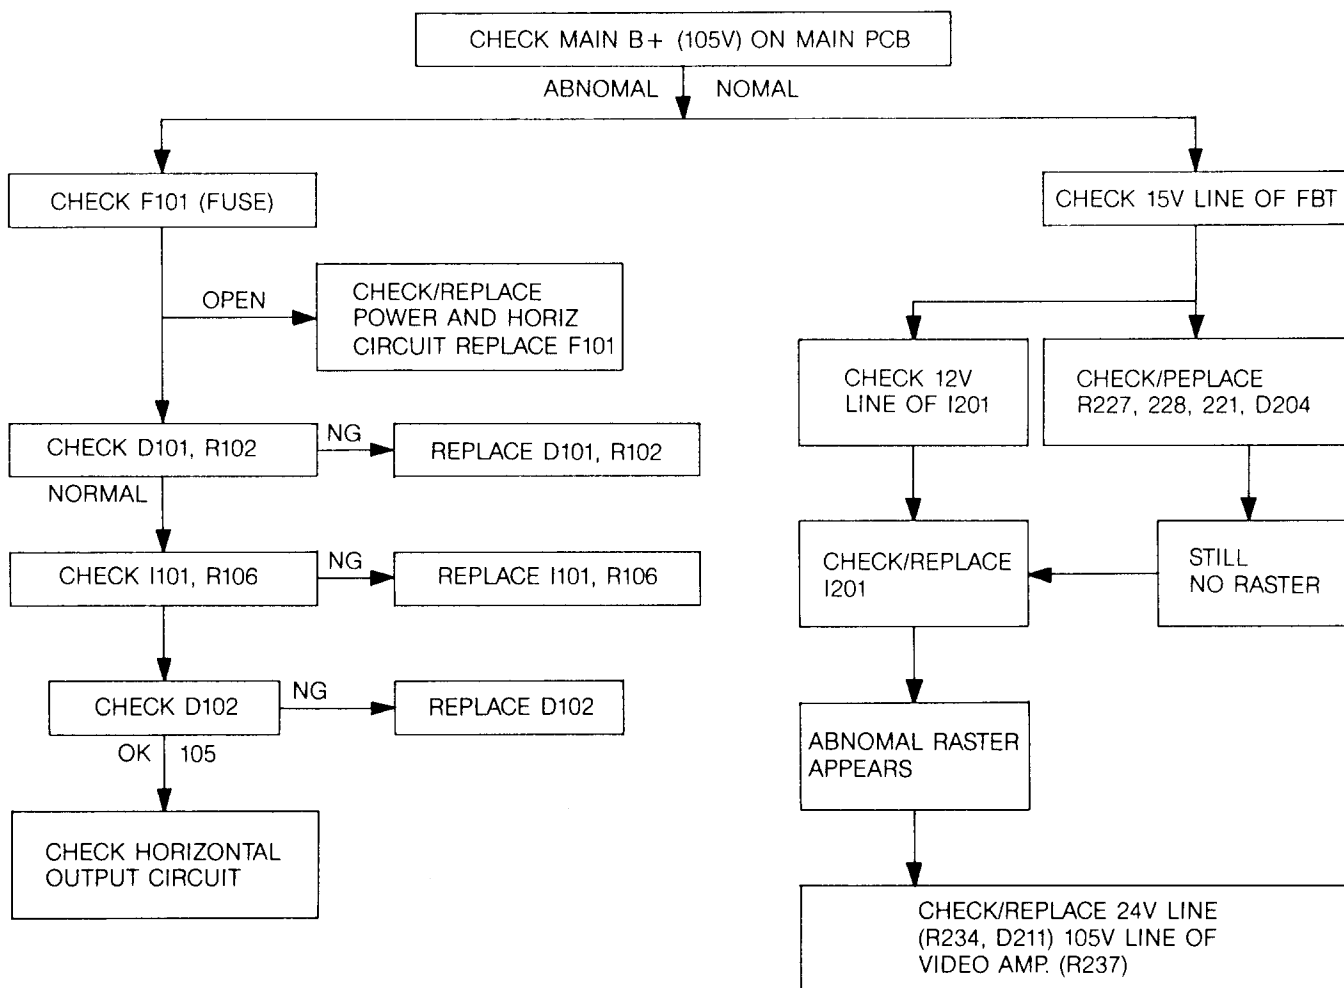 CHECK MAIN B+ (105V) ON MAIN PCB
ABNOMAL NOMAL
CHECK F101 (FUSE)
OPEN
CHECK/REPLACE
POWER AND HORIZ
CIRCUIT REPLACE F101
CHECK D101, R102
NG
REPLACE D101, R102
NORMAL
CHECK I101, R106
NG
REPLACE I101, R106
CHECK D102
NG
REPLACE D102
OK 105
CHECK HORIZONTAL
OUTPUT CIRCUIT
CHECK 15V LINE OF FBT
CHECK 12V
LINE OF I201
CHECK/PEPLACE
R227, 228, 221, D204
CHECK/REPLACE
I201
STILL
NO RASTER
ABNOMAL RASTER
APPEARS
CHECK/REPLACE 24V LINE
(R234, D211) 105V LINE OF
VIDEO AMP. (R237)